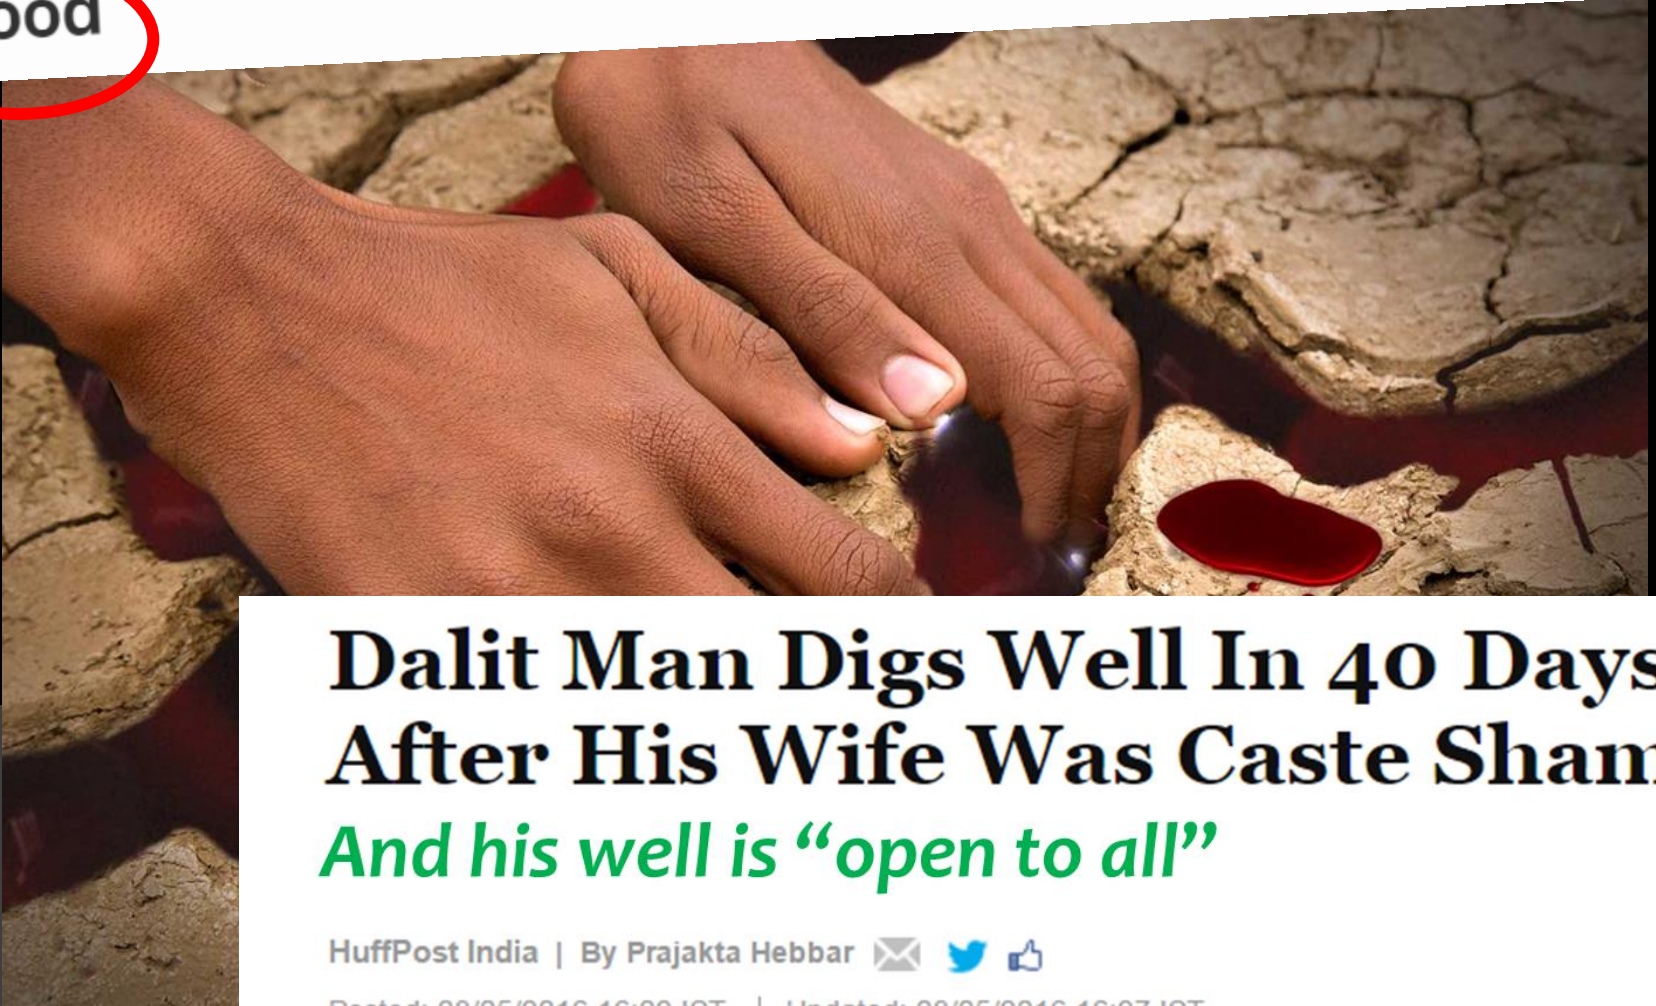 ood
Dalit Man Digs Well In 40 Days
After His Wife Was Caste Sham
And his well is “open to all”
HuffPost India | By Prajakta Hebbar